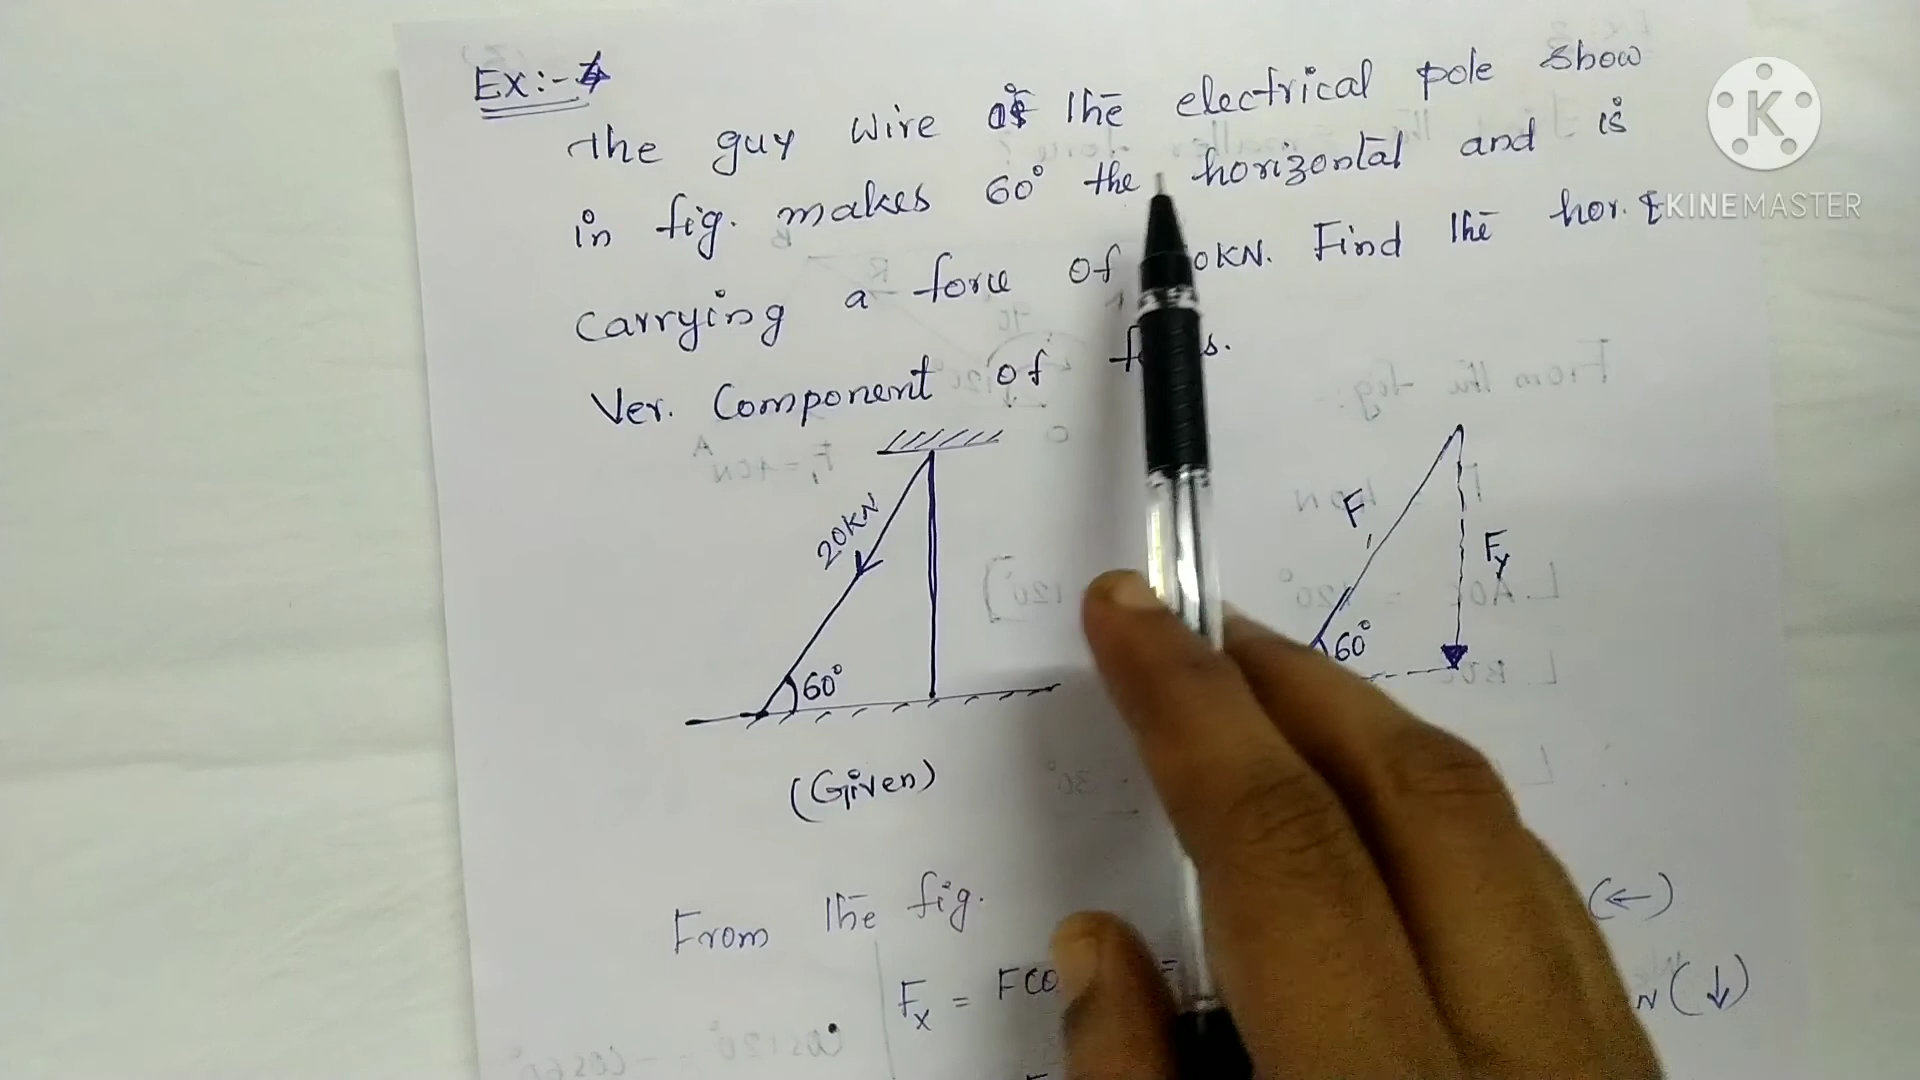 Ex:-
The guy wire of the electrical pole show
in fig. makes 60° the horizontal and is
carrying a force of 0KN. Find the hor. &
Ver. Component of
20KN
60°
(Given)
F
Fy
60°
From the fig.
Fx = FCO =
(←)
N (↓)
K
KINEMASTER